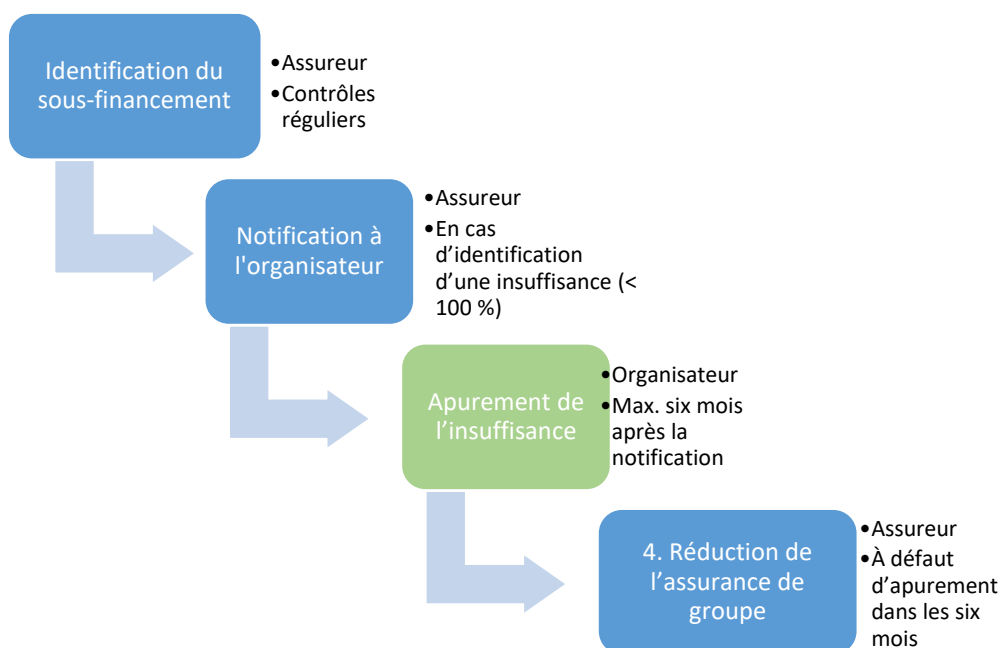 Identification du
sous-financement
•Assureur
•Contrôles
réguliers
Notification à
l'organisateur
•Assureur
•En cas
d’identification
d’une insuffisance (<
100 %)
Apurement de
l’insuffisance
•Organisateur
•Max. six mois
après la
notification
4. Réduction de
l’assurance de
groupe
•Assureur
•À défaut
d’apurement
dans les six
mois